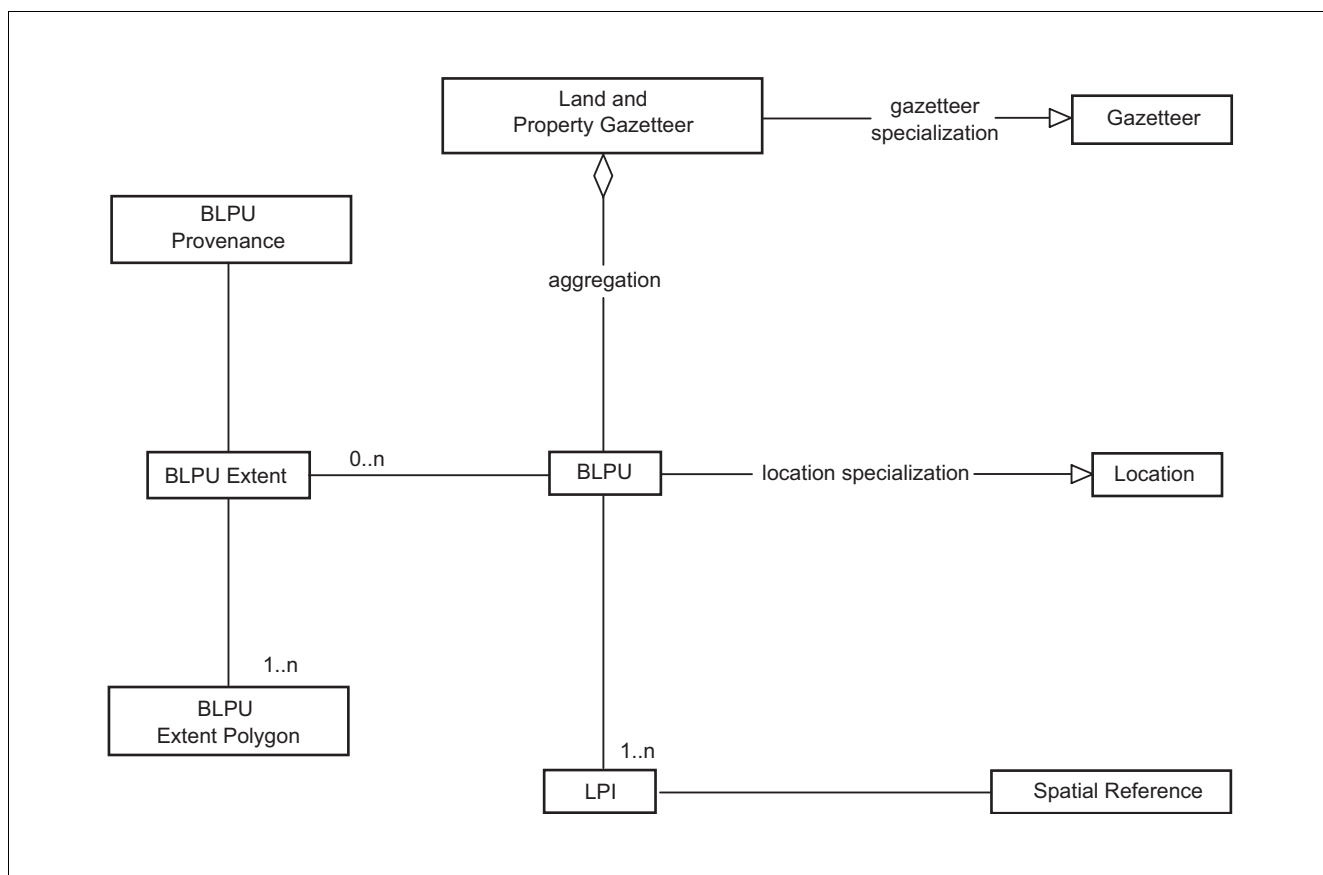 Land and
Property Gazetteer
gazetteer
specialization
Gazetteer
BLPU
Provenance
aggregation
BLPU Extent
0..n
BLPU
location specialization
Location
1..n
BLPU
Extent Polygon
1..n
LPI
Spatial Reference